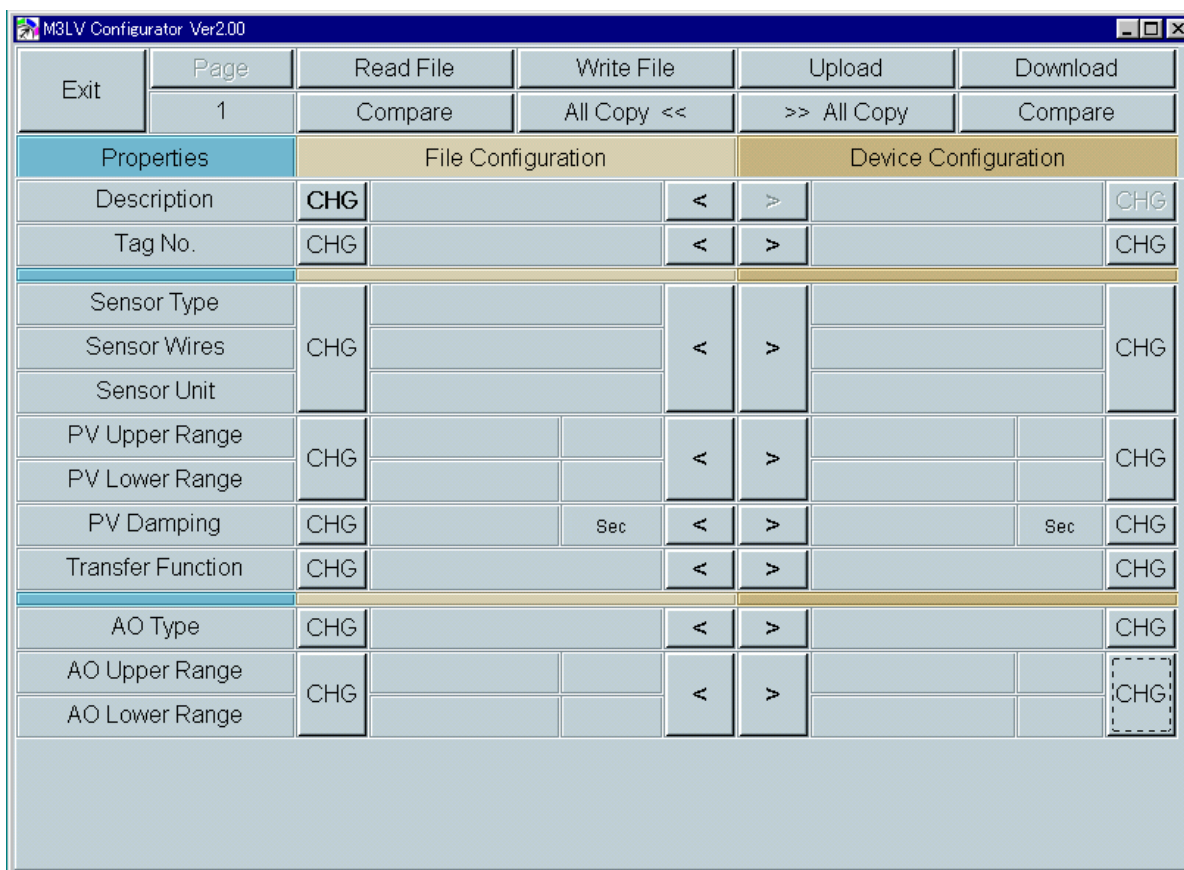 M3LV Configurator Ver2.00
Exit
Page
Read File
Write File
Upload
Download
1
Compare
All Copy <<
>> All Copy
Compare
Properties
File Configuration
Device Configuration
Description
CHG
<
>
CHG
Tag No.
CHG
<
>
CHG
Sensor Type
Sensor Wires
CHG
<
>
CHG
Sensor Unit
PV Upper Range
CHG
<
>
CHG
PV Lower Range
PV Damping
CHG
Sec
<
>
Sec
CHG
Transfer Function
CHG
<
>
CHG
AO Type
CHG
<
>
CHG
AO Upper Range
CHG
<
>
CHG
AO Lower Range